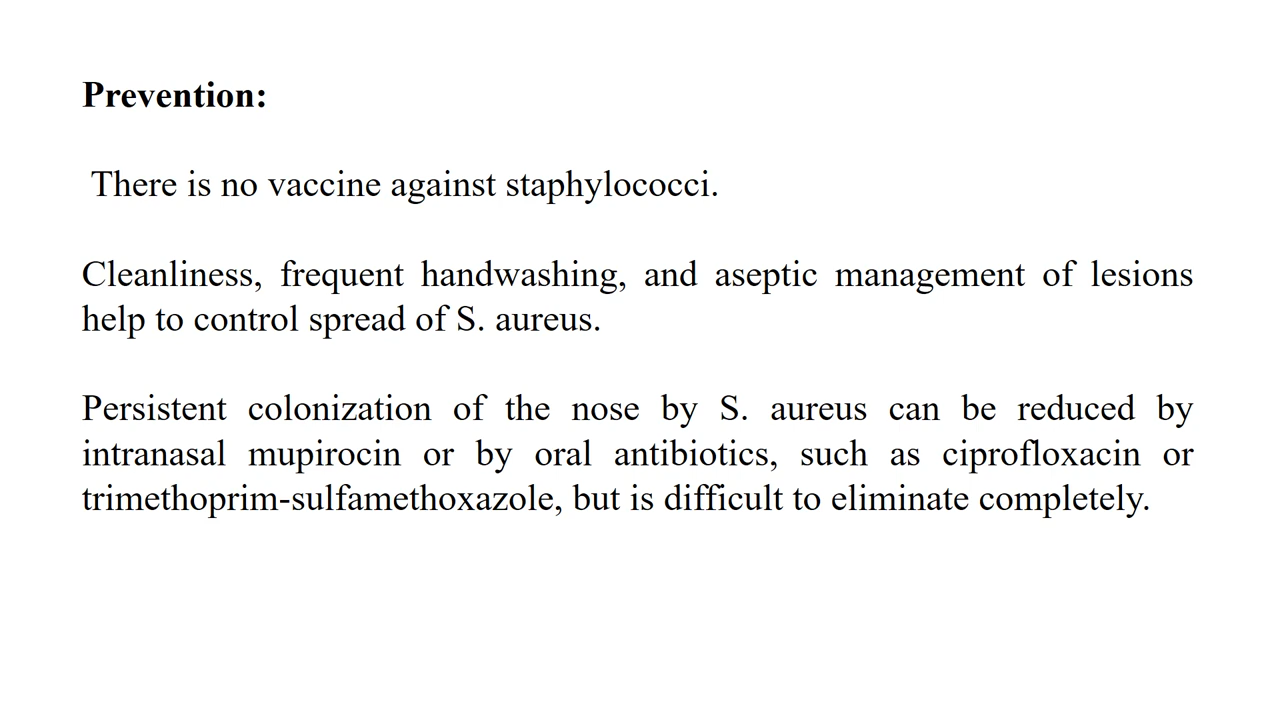 Prevention:
There is no vaccine against staphylococci.
Cleanliness, frequent handwashing, and aseptic management of lesions
help to control spread of S. aureus.
Persistent colonization of the nose by S. aureus can be reduced by
intranasal mupirocin or by oral antibiotics, such as ciprofloxacin or
trimethoprim-sulfamethoxazole, but is difficult to eliminate completely.